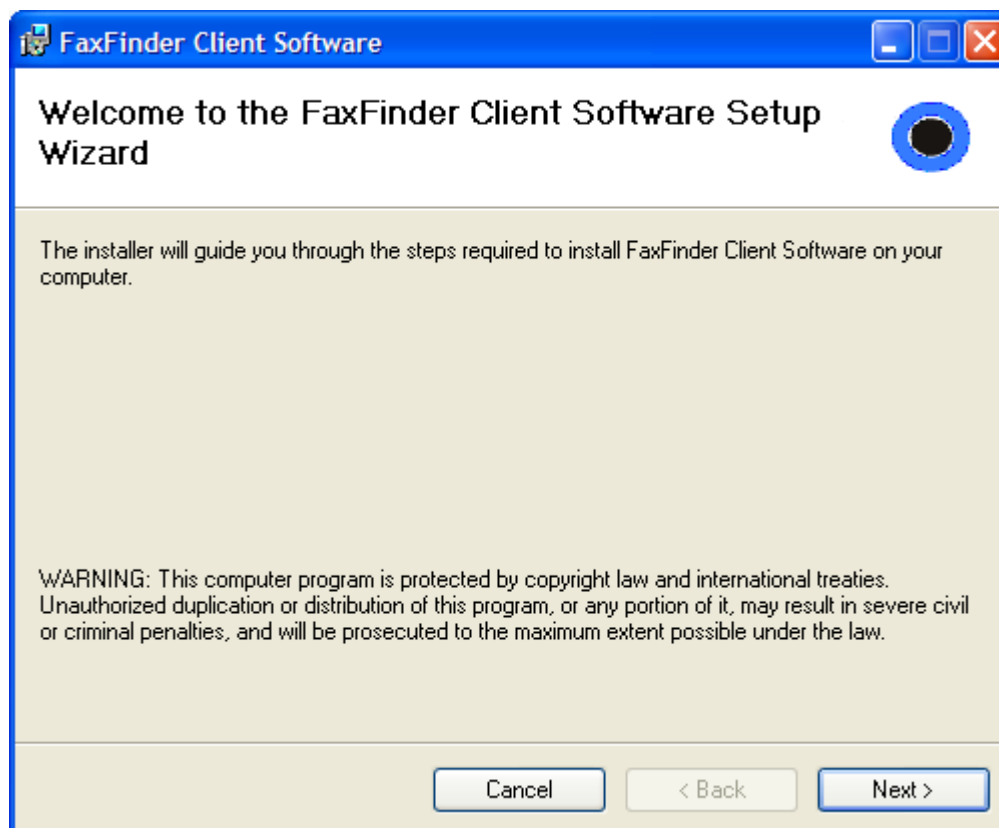 FaxFinder Client Software
Welcome to the FaxFinder Client Software Setup
Wizard
The installer will guide you through the steps required to install FaxFinder Client Software on your
computer.
WARNING: This computer program is protected by copyright law and international treaties.
Unauthorized duplication or distribution of this program, or any portion of it, may result in severe civil
or criminal penalties, and will be prosecuted to the maximum extent possible under the law.
Cancel < Back Next >